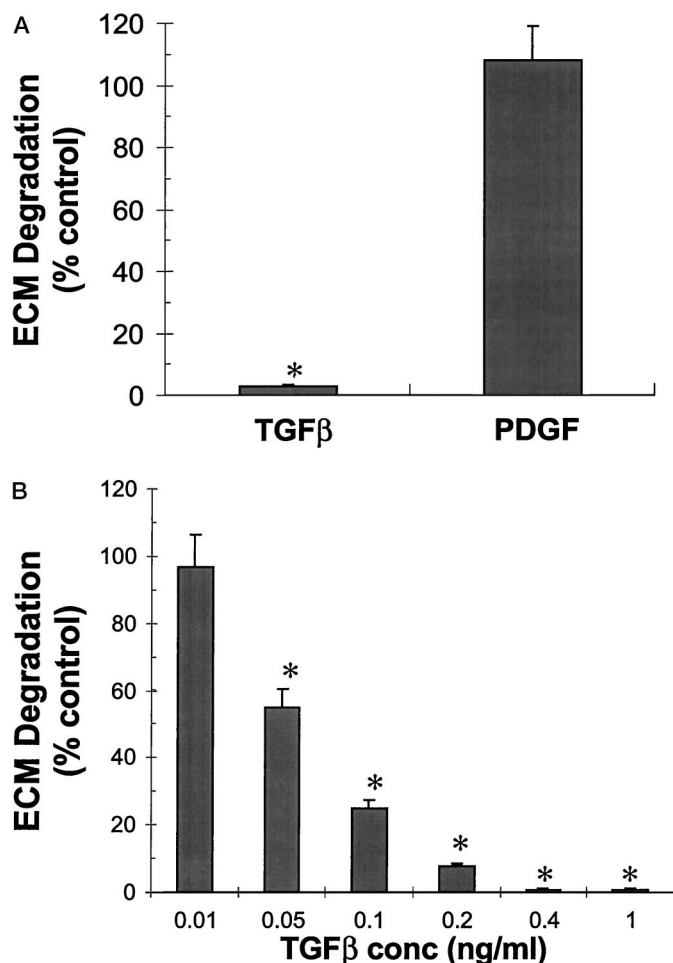 A
ECM Degradation
(% control)
120
100
80
60
40
20
0
*
TGFβ PDGF
B
ECM Degradation
(% control)
120
100
80
60
40
20
0
*
*
*
*
*
0.01 0.05 0.1 0.2 0.4 1
TGFβ conc (ng/ml)